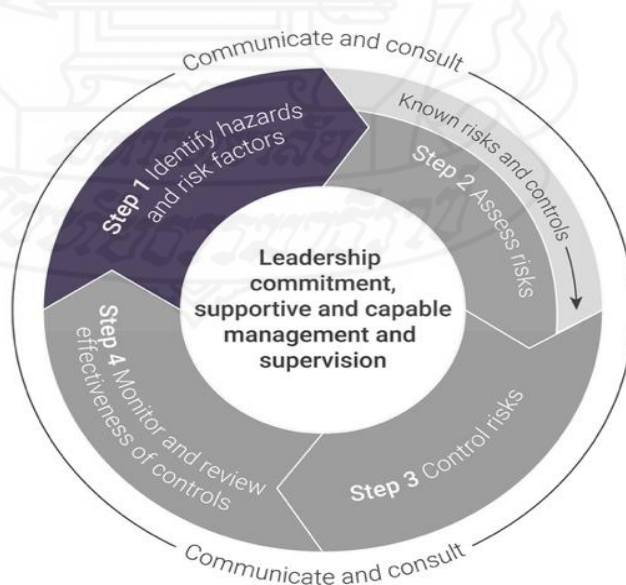 Communicate and consult
Step 1 Identify hazards
and risk factors
Known risks and controls
Step 2 Assess risks
Leadership
commitment,
supportive and capable
management and
supervision
Step 3 Control risks
Step 4 Monitor and review
effectiveness of controls
Communicate and consult